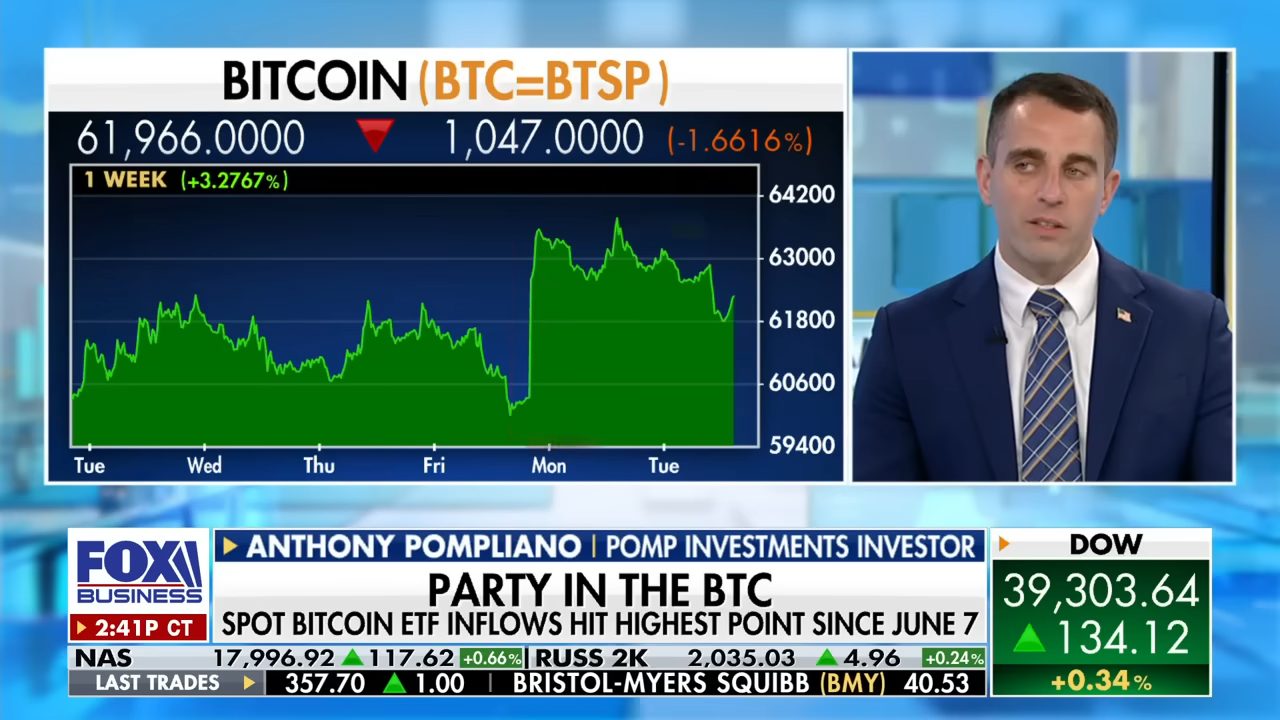 BITCOIN (BTC=BTSP)
61,966.0000 1,047.0000 (-1.6616%)
1 WEEK (+3.2767%)
64200
63000
61800
60600
59400
Tue Wed Thu Fri Mon Tue
FOX
BUSINESS
2:41P CT
ANTHONY POMPLIANO | POMP INVESTMENTS INVESTOR
PARTY IN THE BTC
SPOT BITCOIN ETF INFLOWS HIT HIGHEST POINT SINCE JUNE 7
DOW
39,303.64
134.12
+0.34%
NAS 17,996.92 117.62 +0.66% RUSS 2K 2,035.03 4.96 +0.24%
LAST TRADES 357.70 1.00 | BRISTOL-MYERS SQUIBB (BMY) 40.53